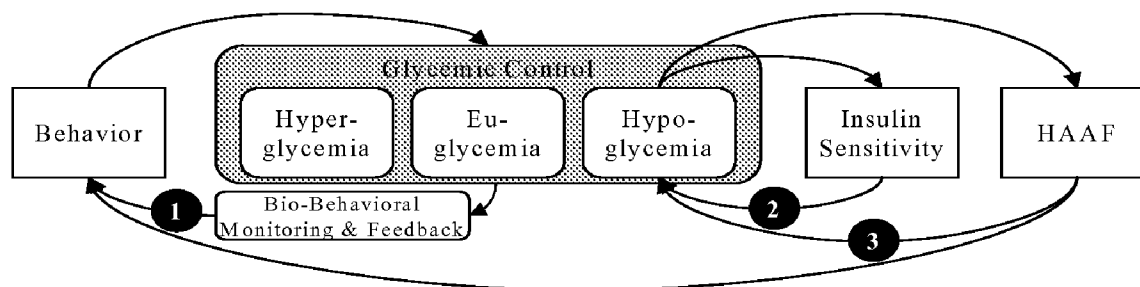 Glycemic Control
Behavior
Hyper-
glycemia
Eu-
glycemia
Hypo-
glycemia
Insulin
Sensitivity
HAAF
Bio-Behavioral
Monitoring & Feedback
1
2
3